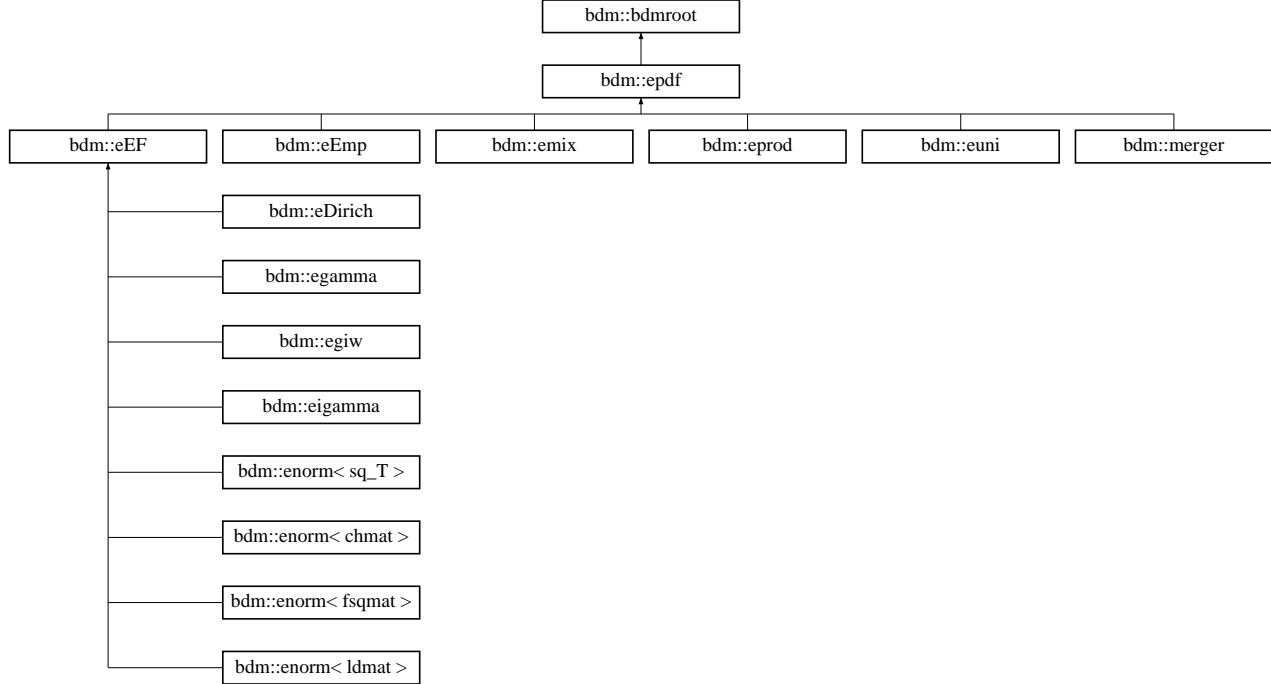 bdm::bdmroot
bdm::epdf
bdm::eEF
bdm::eEmp
bdm::emix
bdm::eprod
bdm::euni
bdm::merger
bdm::eDirich
bdm::egamma
bdm::egiw
bdm::eigamma
bdm::enorm< sq_T >
bdm::enorm< chmat >
bdm::enorm< fsqmat >
bdm::enorm< ldmat >